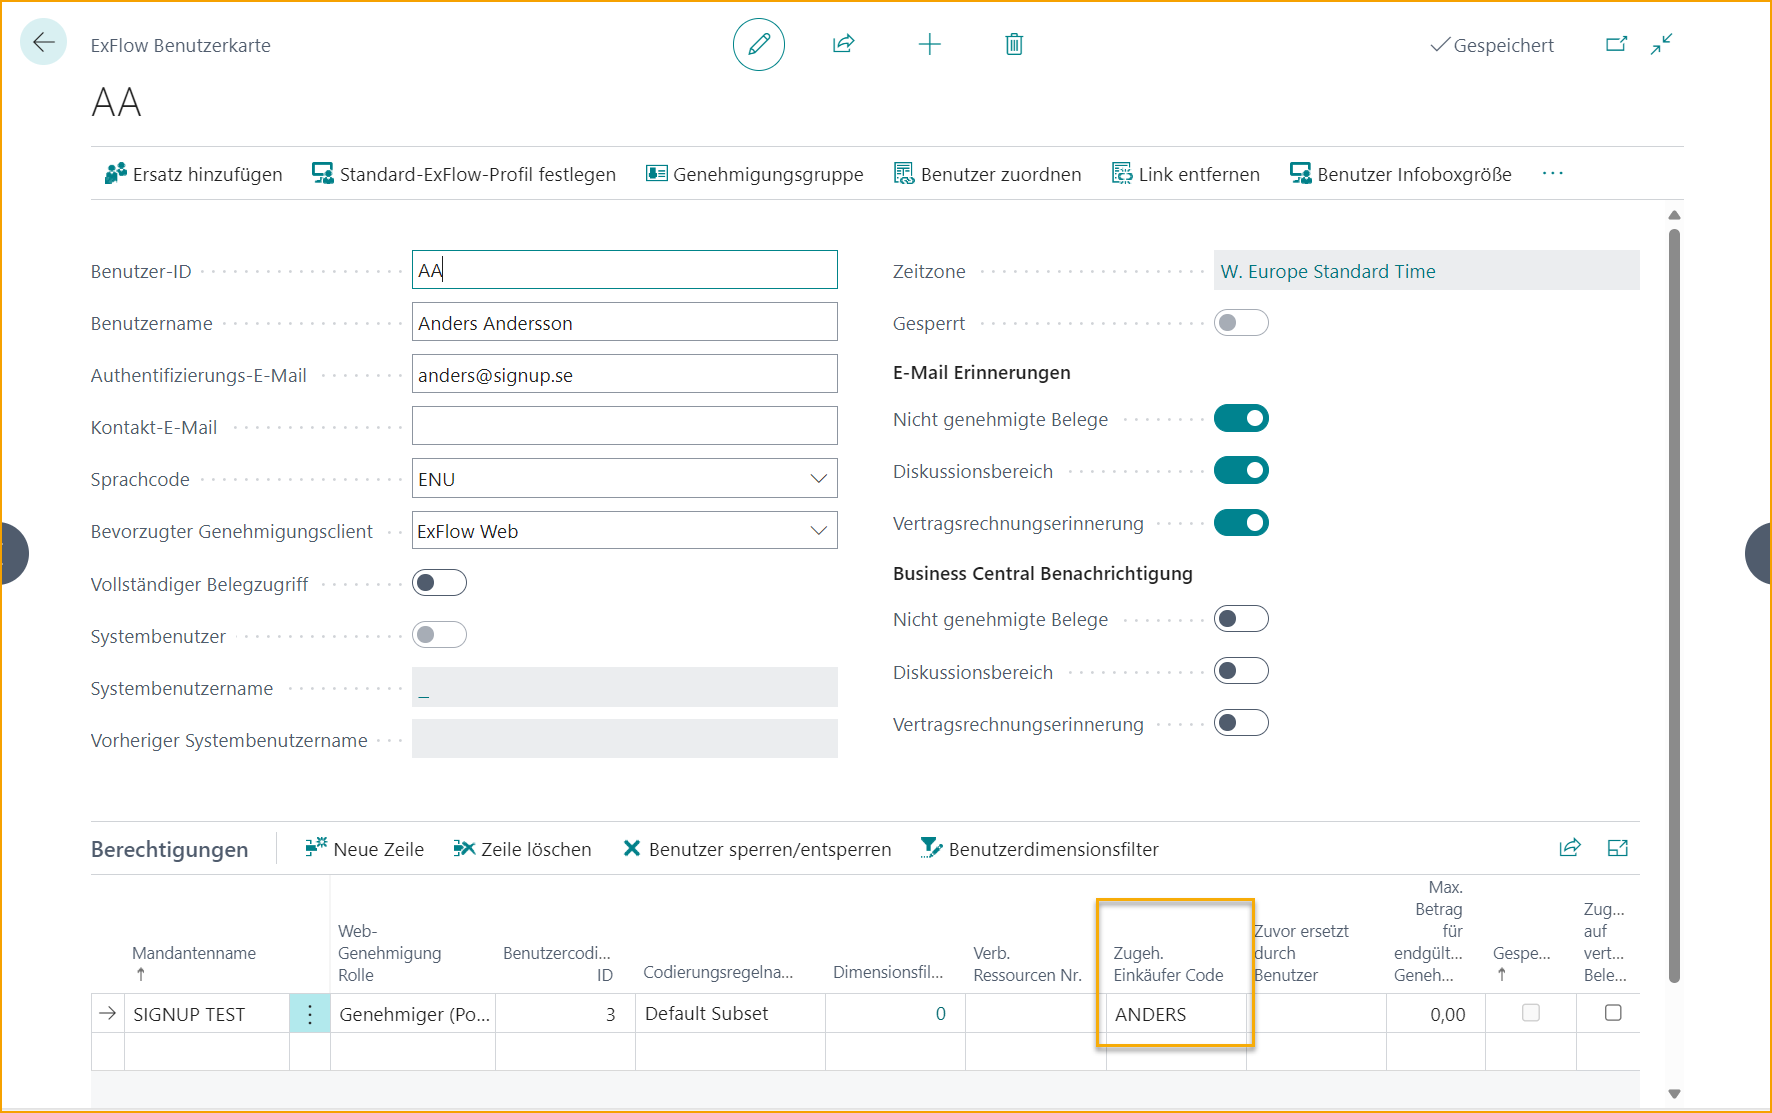 ExFlow Benutzerkarte
Gespeichert
AA
Ersatz hinzufügen
Standard-ExFlow-Profil festlegen
Genehmigungsgruppe
Benutzer zuordnen
Link entfernen
Benutzer Infoboxgröße
Benutzer-ID
AA
Benutzername
Anders Andersson
Authentifizierungs-E-Mail
anders@signup.se
Kontakt-E-Mail
Sprachcode
ENU
Bevorzugter Genehmigungsclient
ExFlow Web
Vollständiger Belegzugriff
Systembenutzer
Systembenutzername
_
Vorheriger Systembenutzername
Zeitzone
W. Europe Standard Time
Gesperrt
E-Mail Erinnerungen
Nicht genehmigte Belege
Diskussionsbereich
Vertragsrechnungserinnerung
Business Central Benachrichtigung
Nicht genehmigte Belege
Diskussionsbereich
Vertragsrechnungserinnerung
Berechtigungen
Neue Zeile
Zeile löschen
Benutzer sperren/entsperren
Benutzerdimensionsfilter
Mandantenname
↑
Web-
Genehmigung
Rolle
Benutzercodi...
ID
Codierungsregelna...
Dimensionsfil...
Verb.
Ressourcen Nr.
Zugeh.
Einkäufer Code
Zuvor ersetzt
durch
Benutzer
Max.
Betrag
für
endgült...
Geneh...
Gespe...
↑
Zug...
auf
vert...
Bele...
SIGNUP TEST
Genehmiger (Po...
3
Default Subset
0
ANDERS
0,00